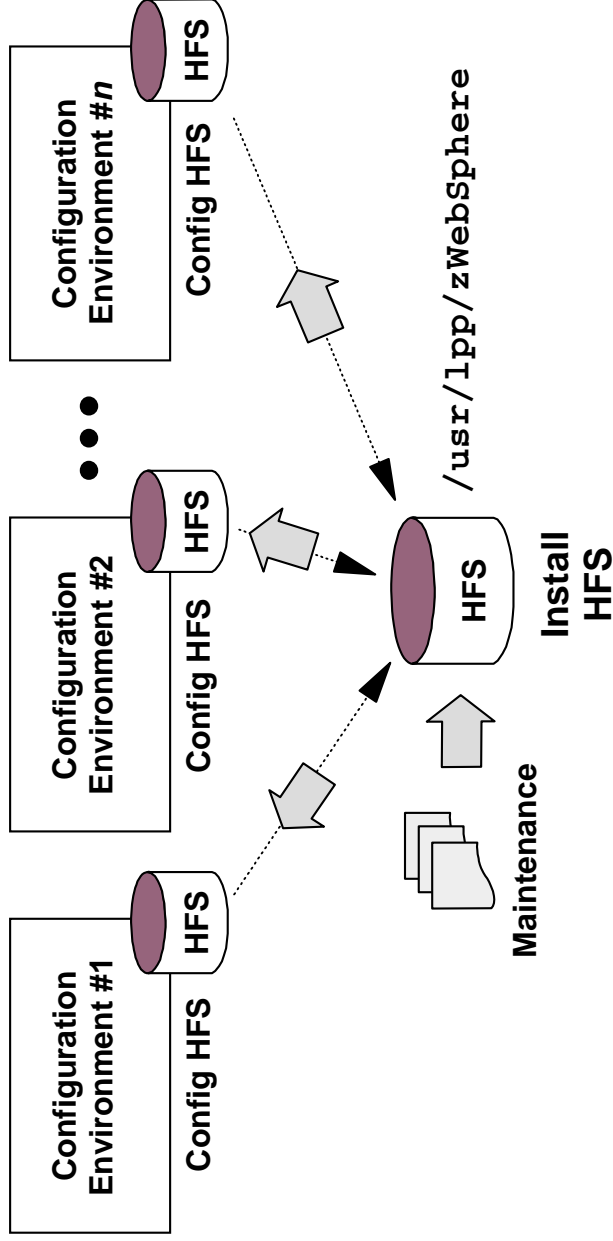 Configuration
Environment #1
HFS
Config HFS
Configuration
Environment #2
HFS
Config HFS
Configuration
Environment #n
HFS
Config HFS
Maintenance
HFS
/usr/lpp/zWebSphere
Install
HFS